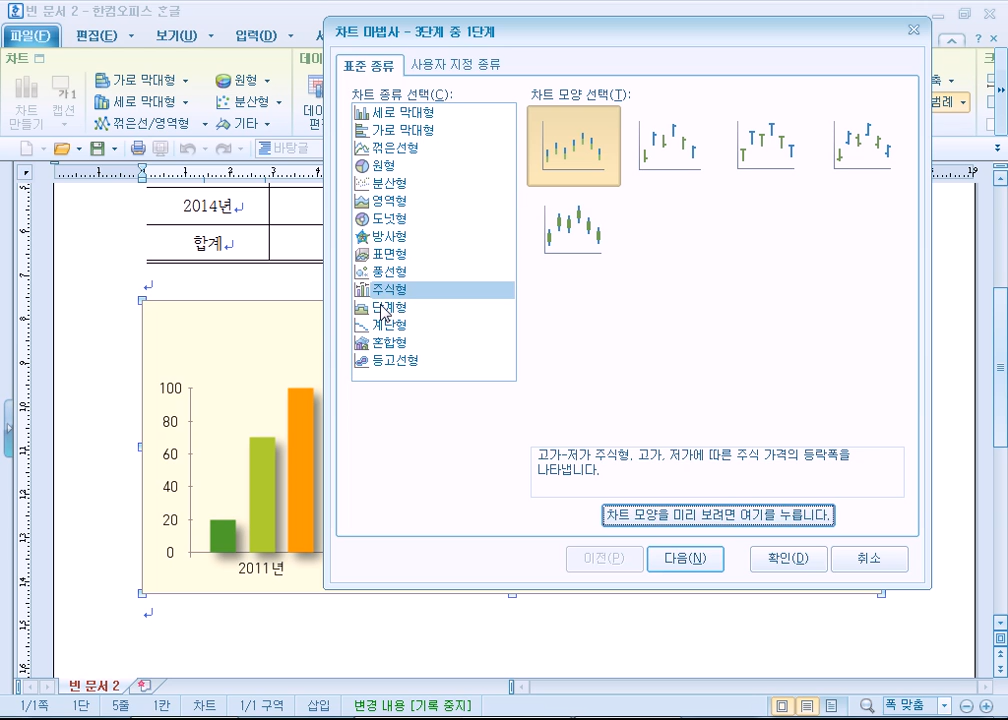 빈 문서 2 - 한컴오피스 한글
파일(F) 편집(E) 보기(U) 입력(D)
차트
차트 만들기
가1
캡션
가로 막대형
세로 막대형
꺾은선/영역형
원형
분산형
기타
바탕글
차트 마법사 - 3단계 중 1단계
표준 종류 사용자 지정 종류
차트 종류 선택(C):
세로 막대형
가로 막대형
꺾은선형
원형
분산형
영역형
도넛형
방사형
표면형
풍선형
주식형
단계형
계단형
혼합형
등고선형
차트 모양 선택(T):
고가-저가 주식형, 고가, 저가에 따른 주식 가격의 등락폭을
나타냅니다.
차트 모양을 미리 보려면 여기를 누릅니다.
이전(P) 다음(N) 확인(D) 취소
2014년
합계
100
80
60
40
20
0
2011년
빈 문서 2
1/1쪽 1단 5줄 1칸 차트 1/1 구역 삽입 변경 내용 [기록 중지] 폭 맞춤